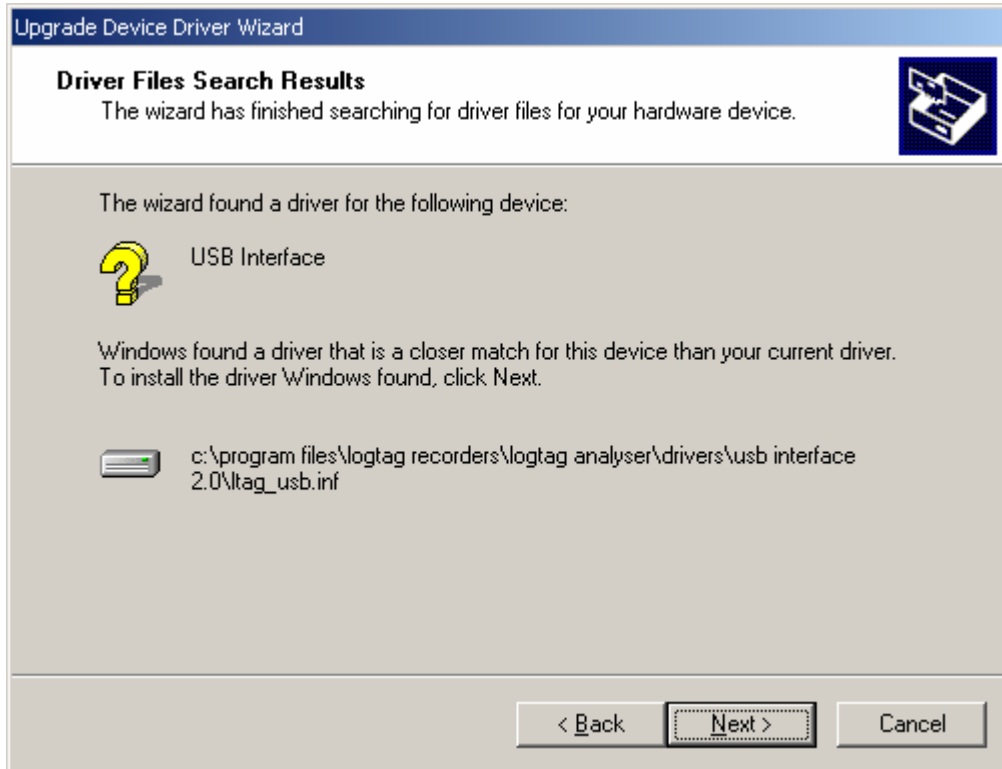 Upgrade Device Driver Wizard
Driver Files Search Results
The wizard has finished searching for driver files for your hardware device.
The wizard found a driver for the following device:
USB Interface
Windows found a driver that is a closer match for this device than your current driver.
To install the driver Windows found, click Next.
c:\program files\logtag recorders\logtag analyser\drivers\usb interface
2.0\ltag_usb.inf
< Back
Next >
Cancel